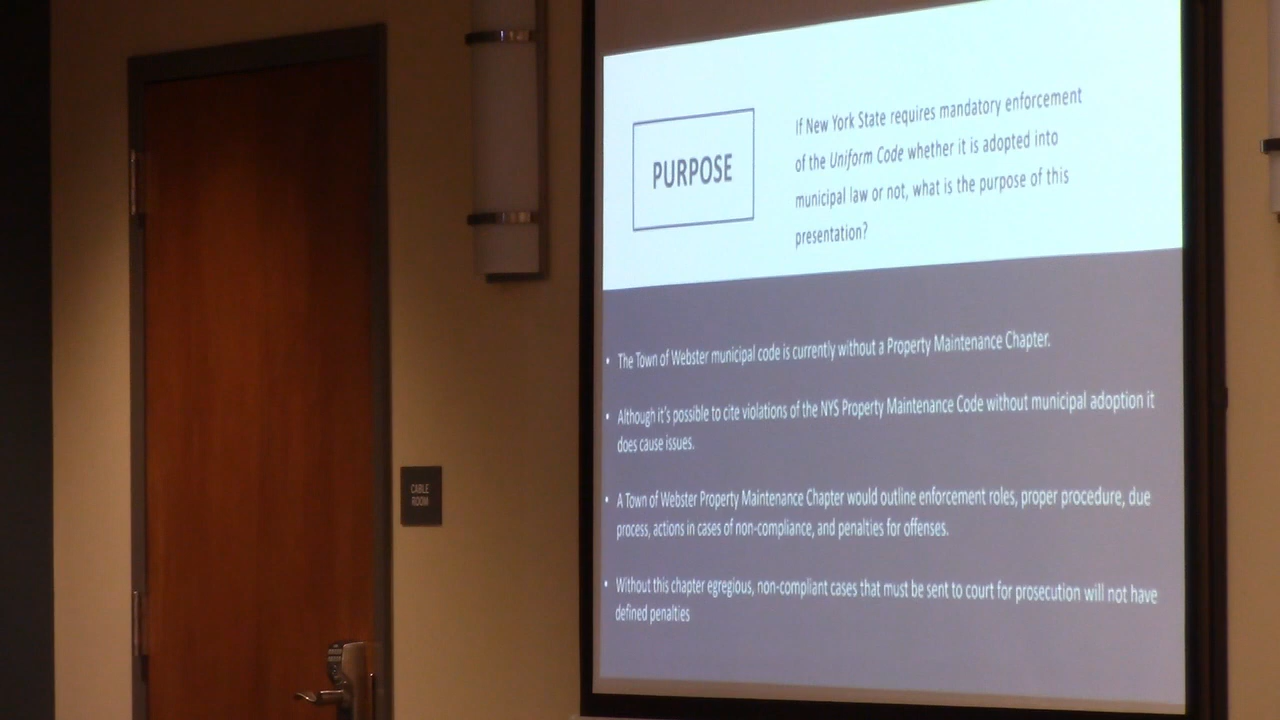 PURPOSE
If New York State requires mandatory enforcement
of the Uniform Code whether it is adopted into
municipal law or not, what is the purpose of this
presentation?
• The Town of Webster municipal code is currently without a Property Maintenance Chapter.
• Although it's possible to cite violations of the NYS Property Maintenance Code without municipal adoption it
does cause issues.
• A Town of Webster Property Maintenance Chapter would outline enforcement roles, proper procedure, due
process, actions in cases of non-compliance, and penalties for offenses.
• Without this chapter egregious, non-compliant cases that must be sent to court for prosecution will not have
defined penalties
CABLE
ROOM